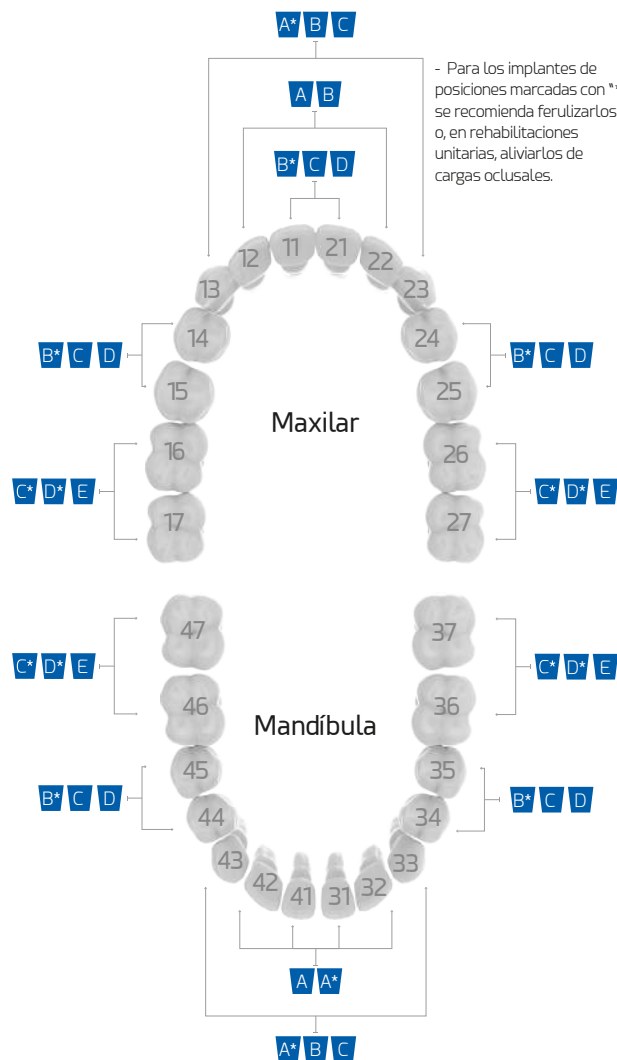 A* B C
- Para los implantes de
posiciones marcadas con "*
se recomienda ferulizarlos
o, en rehabilitaciones
unitarias, aliviarlos de
cargas oclusales.
A B
B* C D
11 21
12 22
13 23
14 24
B* C D B* C D
15 25
Maxilar
16 26
C* D* E C* D* E
17 27
47 37
C* D* E C* D* E
46 36
Mandíbula
45 35
B* C D B* C D
44 34
43 33
42 32
41 31
A A*
A* B C